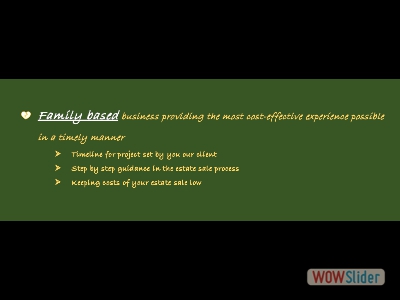 Family based business providing the most cost-effective experience possible
in a timely manner
Timeline for project set by you our client
Step by step guidance in the estate sale process
Keeping costs of your estate sale low
WOWSlider